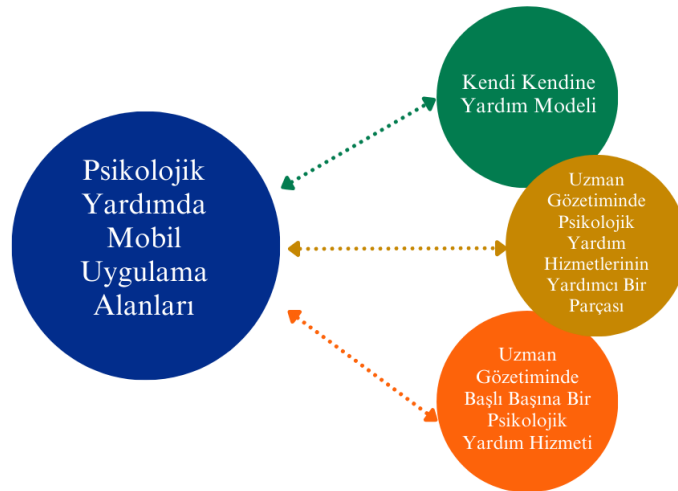 Psikolojik
Yardımda
Mobil
Uygulama
Alanları
Kendi Kendine
Yardım Modeli
Uzman
Gözetiminde
Psikolojik
Yardım
Hizmetlerinin
Yardımcı Bir
Parçası
Uzman
Gözetiminde
Başlı Başına Bir
Psikolojik
Yardım Hizmeti